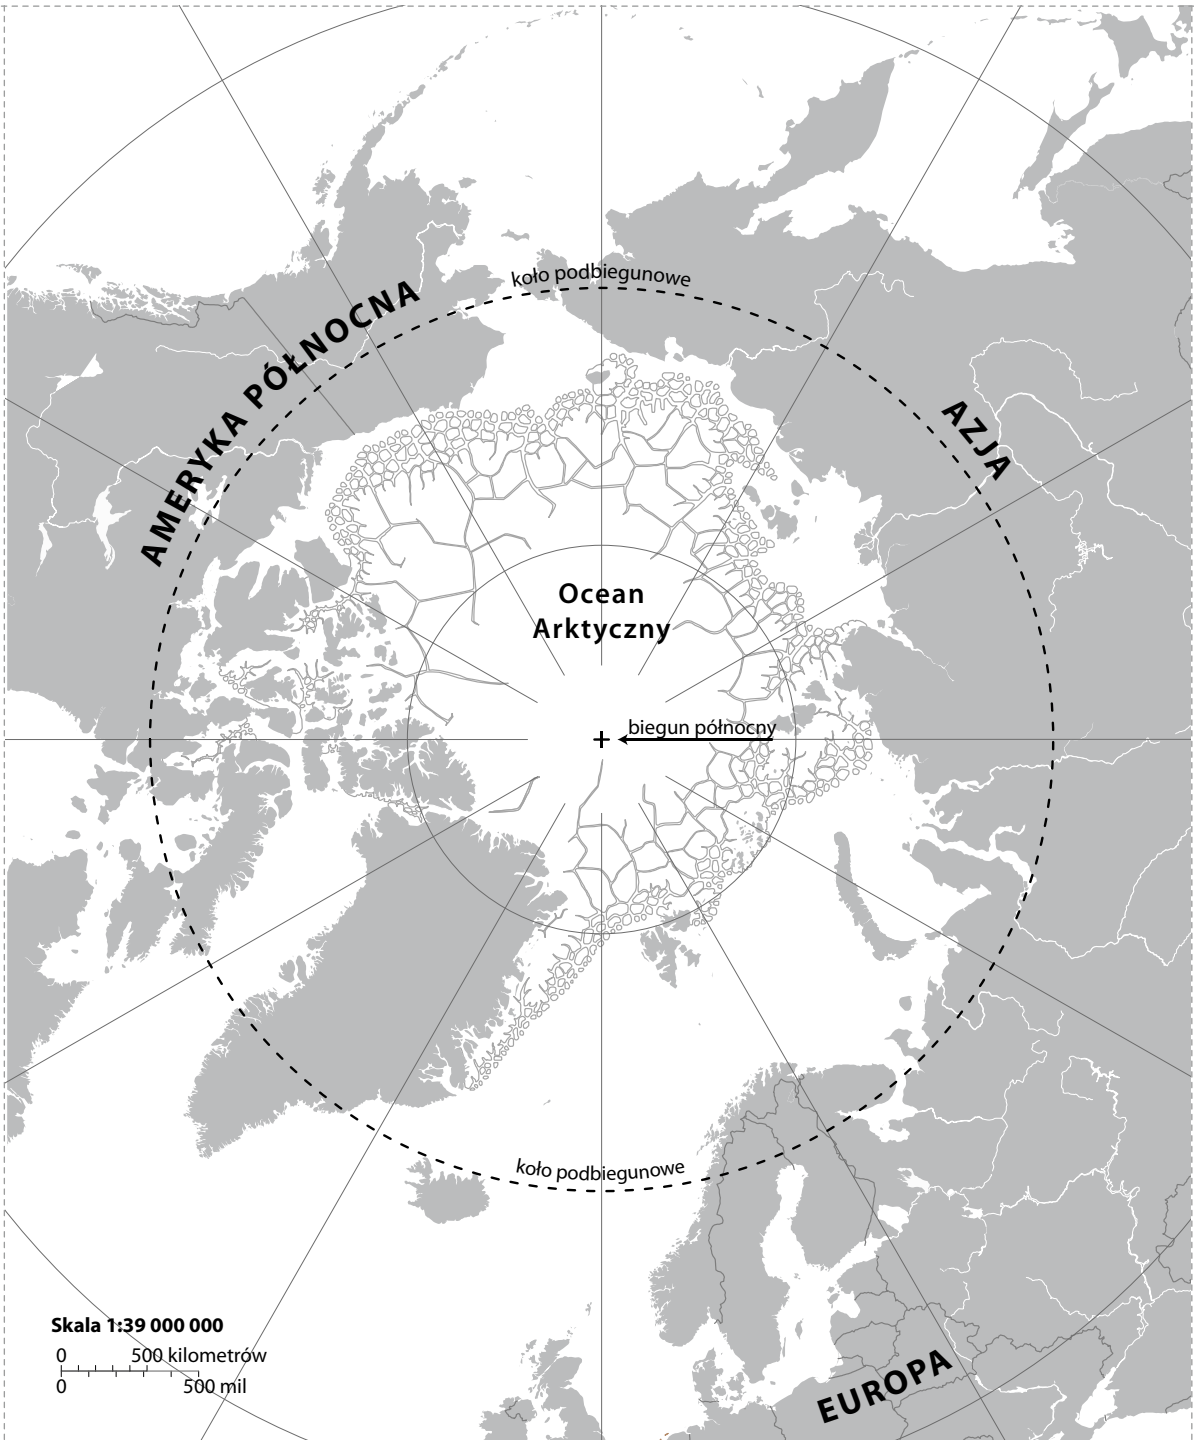 koło podbiegunowe
AMERYKA PÓŁNOCNA
AZJA
Ocean
Arktyczny
biegun północny
koło podbiegunowe
Skala 1:39 000 000
0 500 kilometrów
0 500 mil
EUROPA